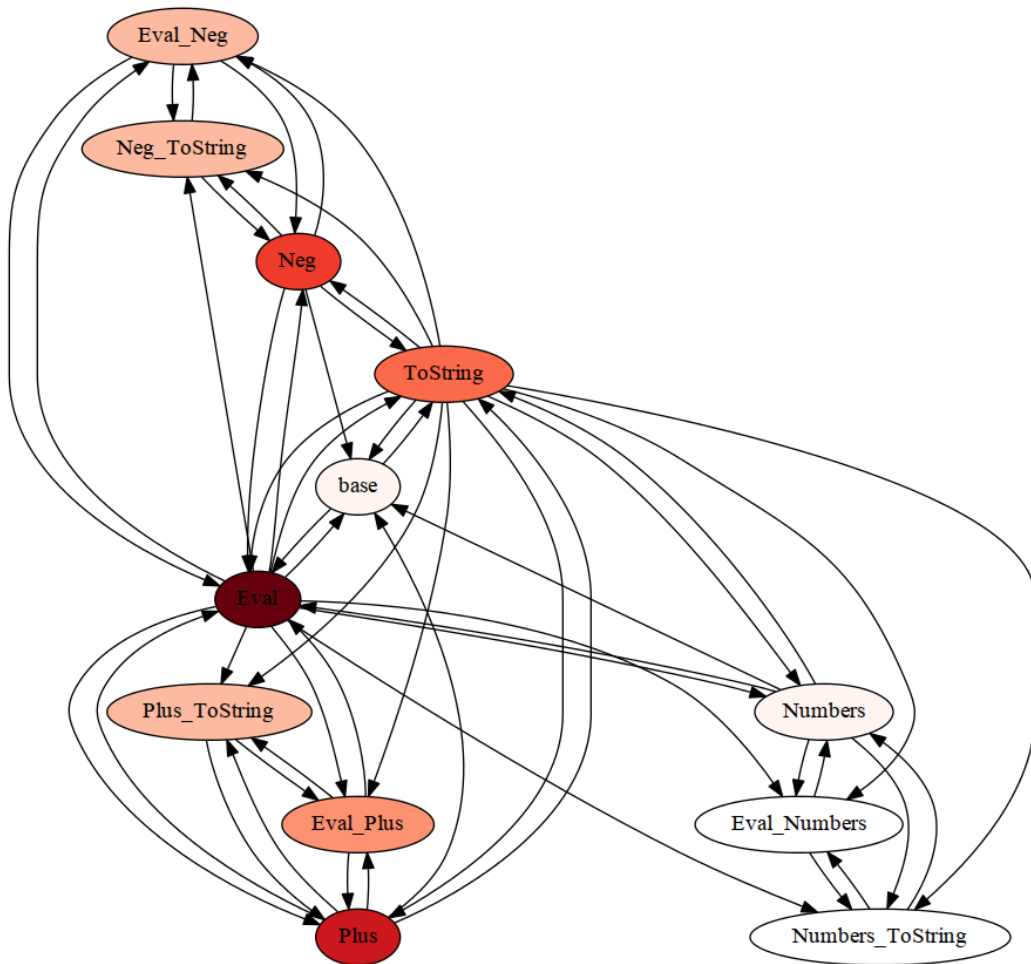 Eval_Neg
Neg_ToString
Neg
ToString
base
Eval
Plus_ToString
Numbers
Eval_Plus
Eval_Numbers
Plus
Numbers_ToString